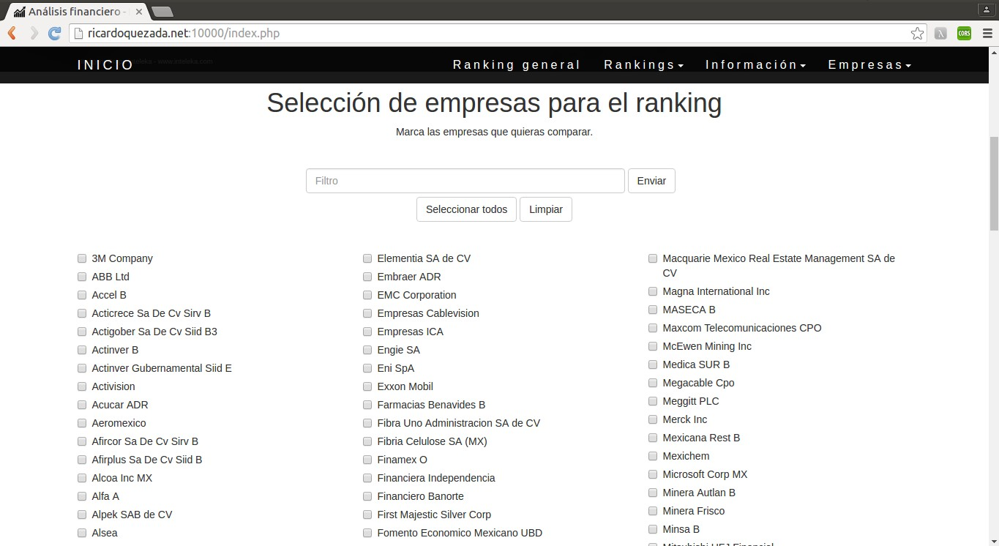 Análisis financiero -
ricardoquezada.net:10000/index.php
CORS
INICIO
Ranking general
Rankings
Información
Empresas
Selección de empresas para el ranking
Marca las empresas que quieras comparar.
Filtro
Enviar
Seleccionar todos
Limpiar
3M Company
ABB Ltd
Accel B
Acticrece Sa De Cv Sirv B
Actigober Sa De Cv Siid B3
Actinver B
Actinver Gubernamental Siid E
Activision
Acucar ADR
Aeromexico
Afircor Sa De Cv Sirv B
Afirplus Sa De Cv Siid B
Alcoa Inc MX
Alfa A
Alpek SAB de CV
Alsea
Elementia SA de CV
Embraer ADR
EMC Corporation
Empresas Cablevision
Empresas ICA
Engie SA
Eni SpA
Exxon Mobil
Farmacias Benavides B
Fibra Uno Administracion SA de CV
Fibria Celulose SA (MX)
Finamex O
Financiera Independencia
Financiero Banorte
First Majestic Silver Corp
Fomento Economico Mexicano UBD
Macquarie Mexico Real Estate Management SA de
CV
Magna International Inc
MASECA B
Maxcom Telecomunicaciones CPO
McEwen Mining Inc
Medica SUR B
Megacable Cpo
Meggitt PLC
Merck Inc
Mexicana Rest B
Mexichem
Microsoft Corp MX
Minera Autlan B
Minera Frisco
Minsa B